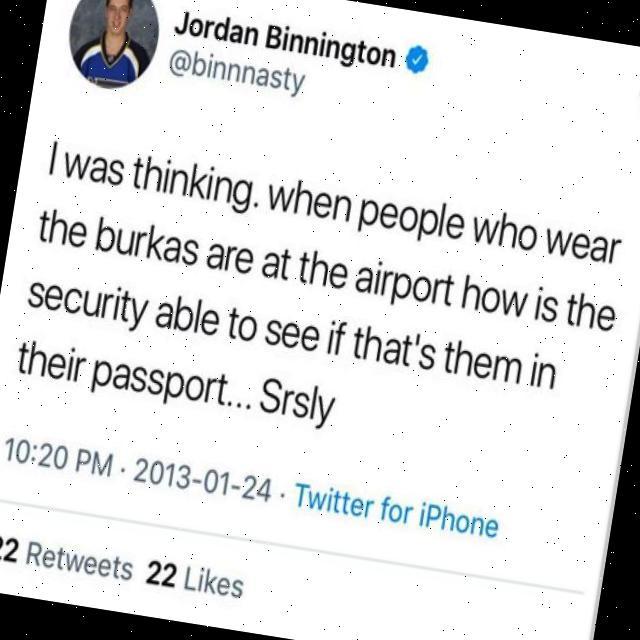 Jordan Binnington
@binnnasty
I was thinking. when people who wear
the burkas are at the airport how is the
security able to see if that's them in
their passport... Srsly
10:20 PM · 2013-01-24 · Twitter for iPhone
22 Retweets 22 Likes